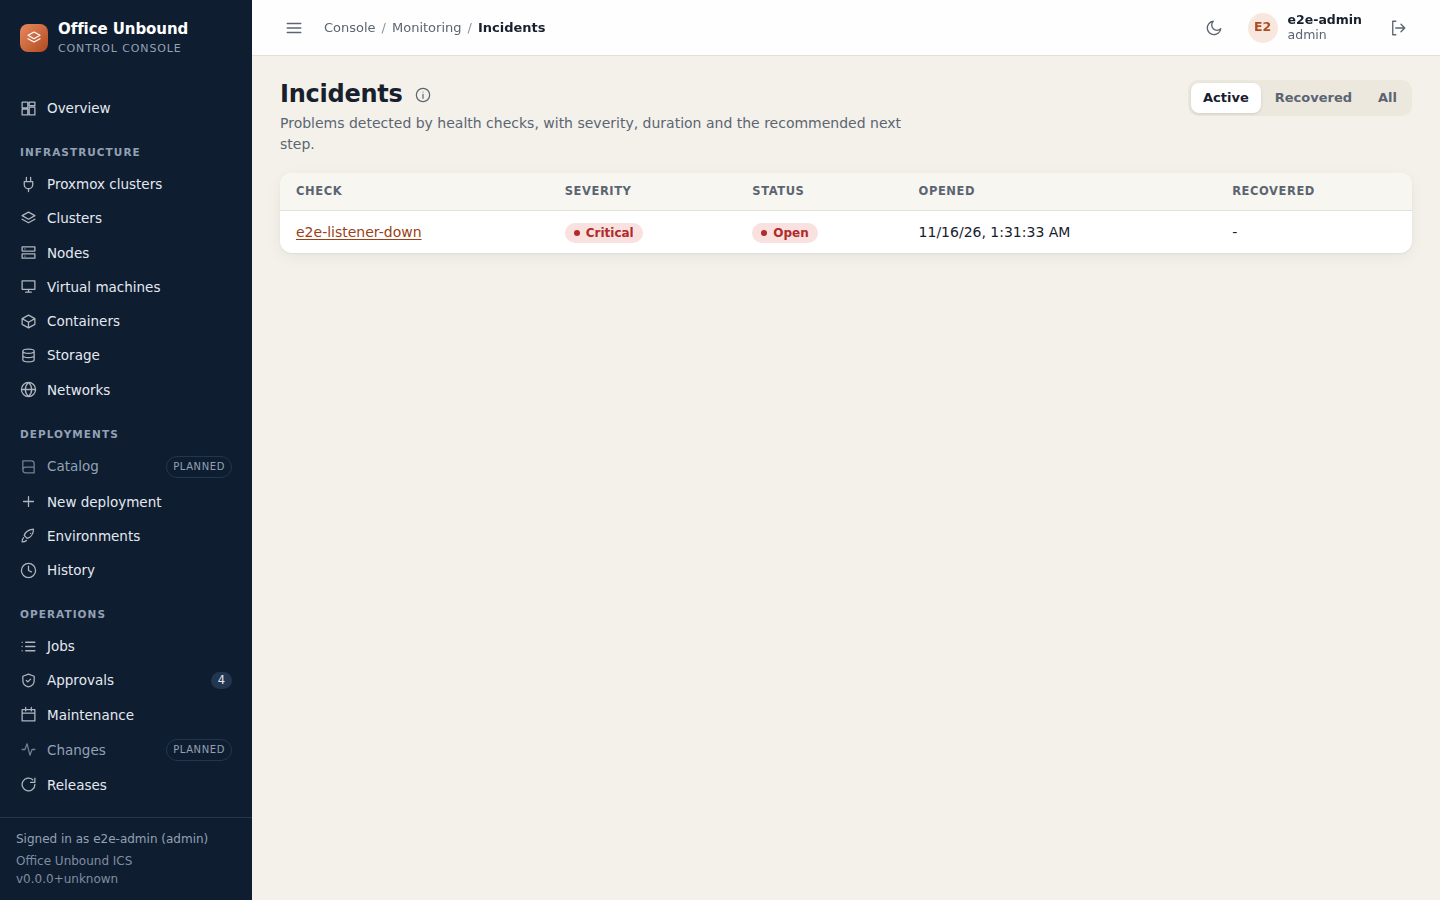 Office Unbound
CONTROL CONSOLE
Overview
INFRASTRUCTURE
Proxmox clusters
Clusters
Nodes
Virtual machines
Containers
Storage
Networks
DEPLOYMENTS
Catalog PLANNED
New deployment
Environments
History
OPERATIONS
Jobs
Approvals 4
Maintenance
Changes PLANNED
Releases
Signed in as e2e-admin (admin)
Office Unbound ICS
v0.0.0+unknown
Console / Monitoring / Incidents
E2 e2e-admin
admin
Incidents
Problems detected by health checks, with severity, duration and the recommended next
step.
Active Recovered All
CHECK SEVERITY STATUS OPENED RECOVERED
e2e-listener-down Critical Open 11/16/26, 1:31:33 AM -